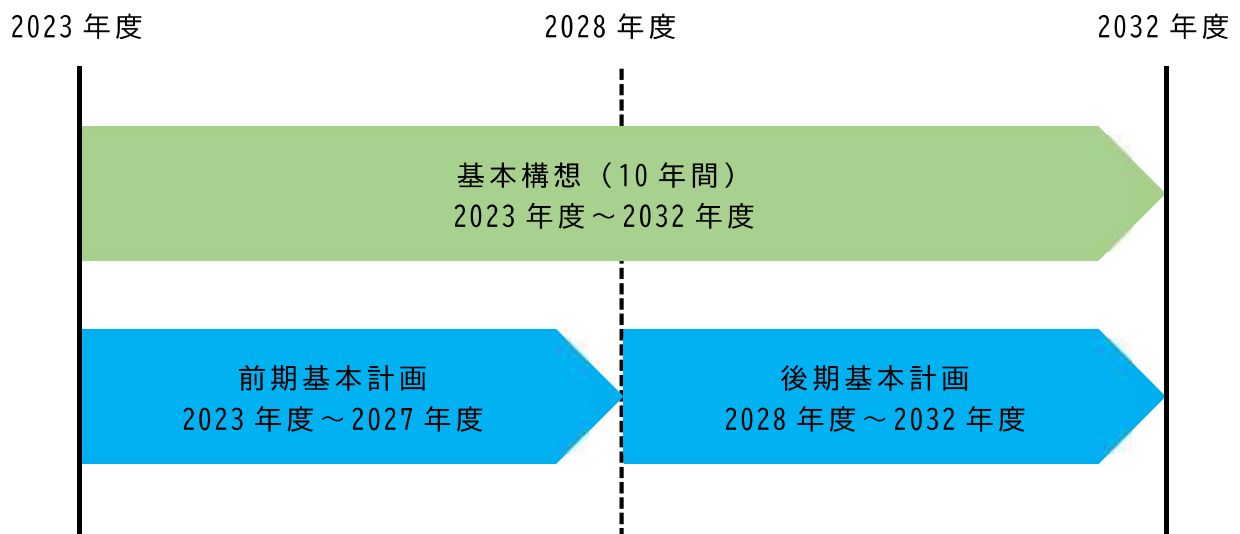 2023 年度
2028 年度
2032 年度
基本構想（10 年間）
2023 年度～2032 年度
前期基本計画
2023 年度～2027 年度
後期基本計画
2028 年度～2032 年度